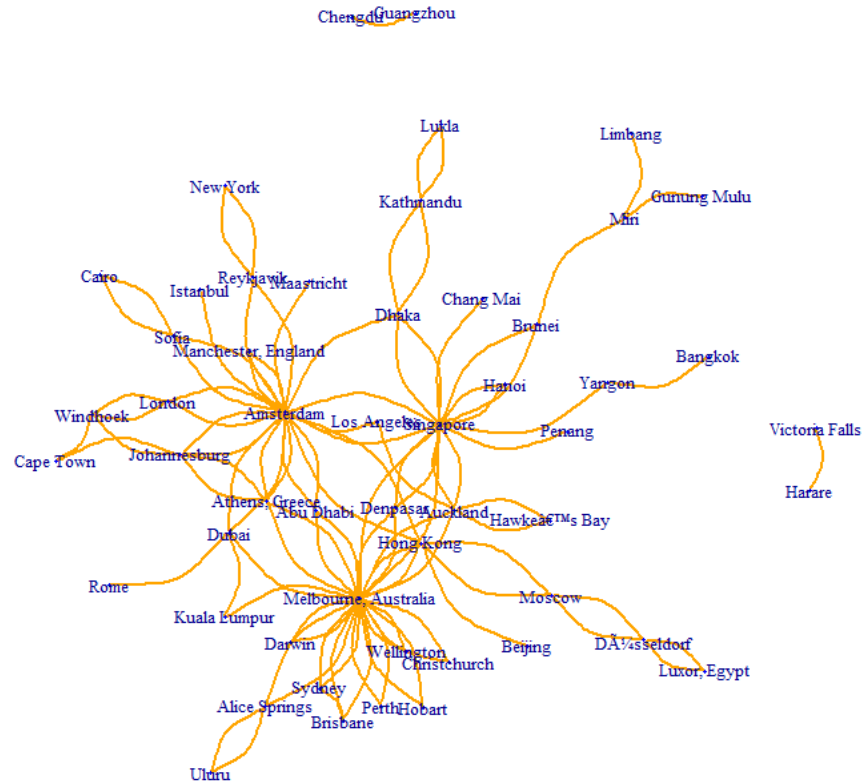 Chengdu
Guangzhou
Lukla
Limbang
New York
Kathmandu
Gunung Mulu
Miri
Cairo
Reykjavik
Maastricht
Istanbul
Chang Mai
Dhaka
Brunei
Sofia
Manchester, England
Bangkok
Hanoi
Yangon
London
Windhoek
Amsterdam
Los Angeles
Singapore
Penang
Victoria Falls
Cape Town
Johannesburg
Harare
Athens, Greece
Abu Dhabi
Denpasar
Auckland
Hawkeâ€™s Bay
Dubai
Hong Kong
Rome
Melbourne, Australia
Moscow
Kuala Lumpur
Darwin
Wellington
Christchurch
Beijing
DÃ¼sseldorf
Luxor, Egypt
Sydney
Alice Springs
Perth
Hobart
Brisbane
Uluru